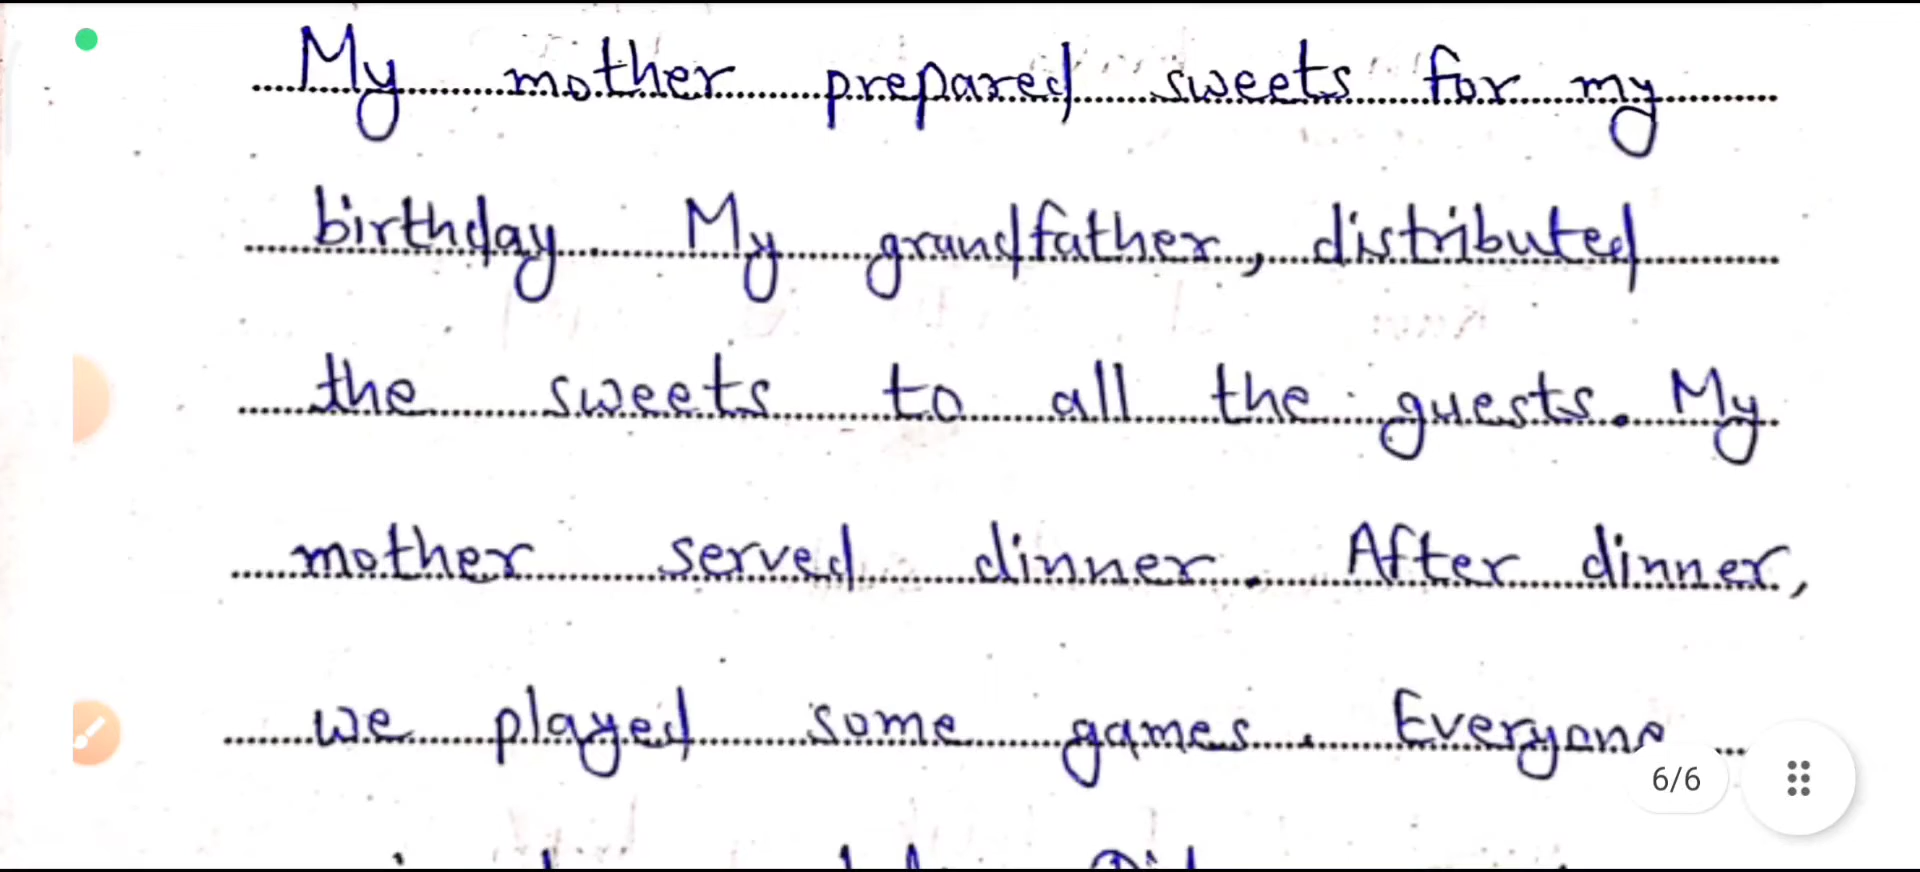 My mother prepared sweets for my
birthday. My grandfather, distributed
the sweets to all the guests. My
mother served dinner. After dinner,
we played some games. Everyone
6/6